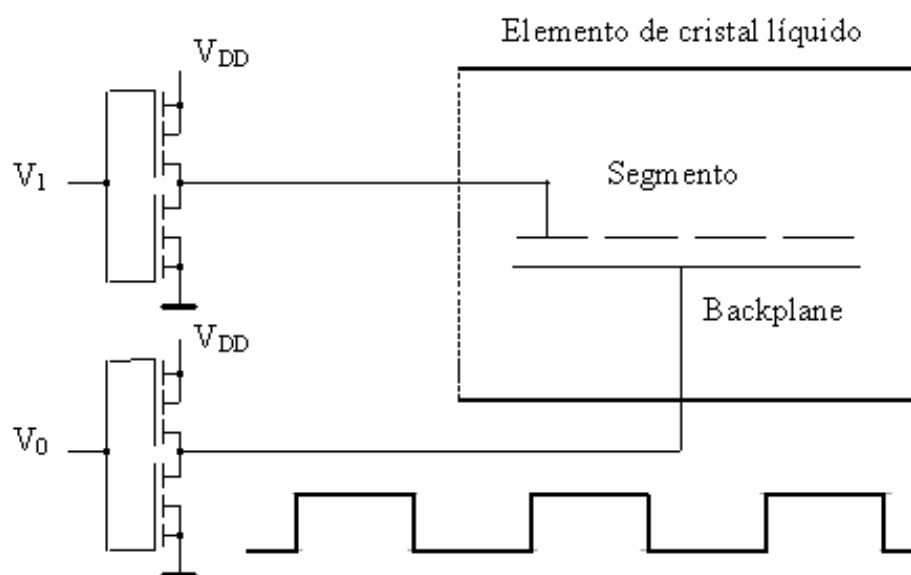 Elemento de cristal líquido
V_DD
V_1
Segmento
Backplane
V_DD
V_0